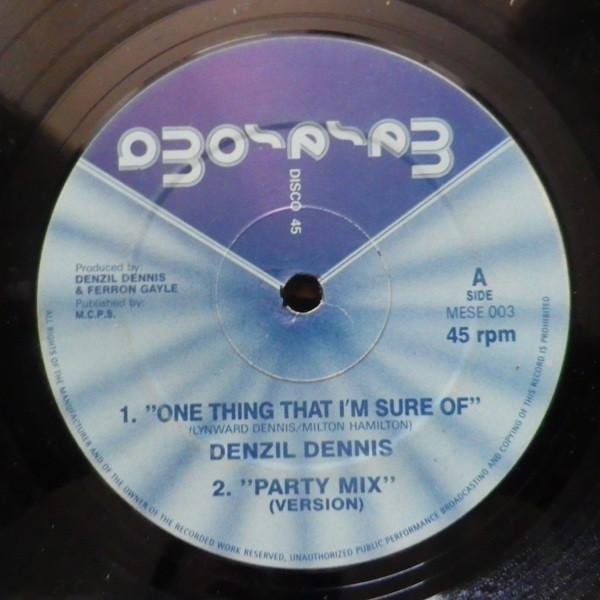 DISCO 45
Produced by:
DENZIL DENNIS
& FERRON GAYLE
Published by:
M.C.P.S.
A
SIDE
MESE 003
45 rpm
1. "ONE THING THAT I'M SURE OF"
(LYNWARD DENNIS/MILTON HAMILTON)
DENZIL DENNIS
2. "PARTY MIX"
(VERSION)
ALL RIGHTS OF THE MANUFACTURER AND OF THE OWNER OF THE RECORDED WORK RESERVED, UNAUTHORIZED PUBLIC PERFORMANCE BROADCASTING AND COPYING OF THIS RECORD IS PROHIBITED